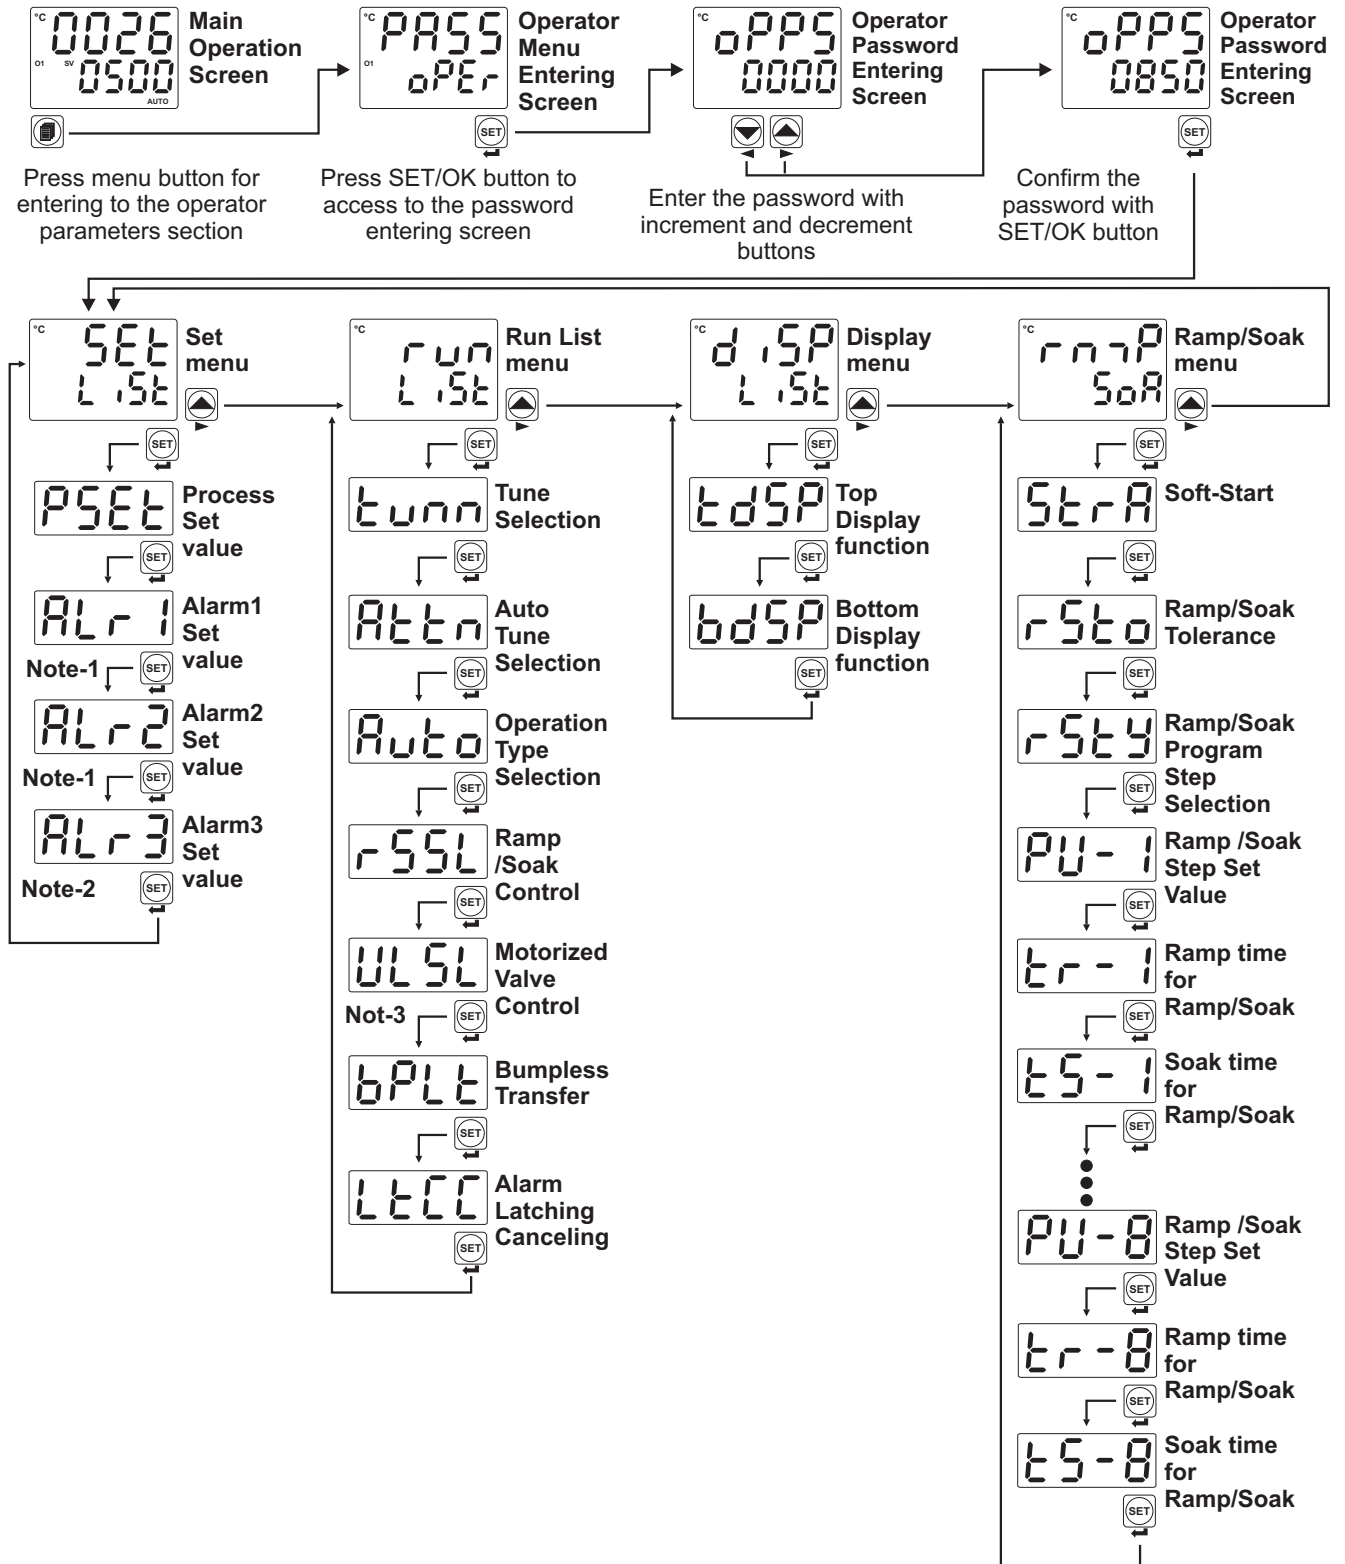 °C
0026
O1
SV
0500
AUTO
Main
Operation
Screen
°C
PASS
O1
oPEr
Operator
Menu
Entering
Screen
SET
°C
oPPS
0000
Operator
Password
Entering
Screen
°C
oPPS
0850
Operator
Password
Entering
Screen
SET
Press menu button for
entering to the operator
parameters section
Press SET/OK button to
access to the password
entering screen
Enter the password with
increment and decrement
buttons
Confirm the
password with
SET/OK button
°C
SEt
LiSt
Set
menu
SET
PSEt
Process
Set
value
SET
ALr1
Alarm1
Set
value
Note-1
SET
ALr2
Alarm2
Set
value
Note-1
SET
ALr3
Alarm3
Set
value
Note-2
SET
°C
run
LiSt
Run List
menu
SET
tunn
Tune
Selection
SET
Attn
Auto
Tune
Selection
SET
Auto
Operation
Type
Selection
SET
rSSL
Ramp
/Soak
Control
SET
VLSL
Motorized
Valve
Control
Not-3
SET
bPLt
Bumpless
Transfer
SET
LtCC
Alarm
Latching
Canceling
SET
°C
diSP
LiSt
Display
menu
SET
tdSP
Top
Display
function
SET
bdSP
Bottom
Display
function
SET
°C
rmP
SoA
Ramp/Soak
menu
SET
StrA
Soft-Start
SET
rSto
Ramp/Soak
Tolerance
SET
rStY
Ramp/Soak
Program
Step
Selection
SET
PV-1
Ramp /Soak
Step Set
Value
SET
tr-1
Ramp time
for
Ramp/Soak
SET
tS-1
Soak time
for
Ramp/Soak
SET
PV-8
Ramp /Soak
Step Set
Value
SET
tr-8
Ramp time
for
Ramp/Soak
SET
tS-8
Soak time
for
Ramp/Soak
SET